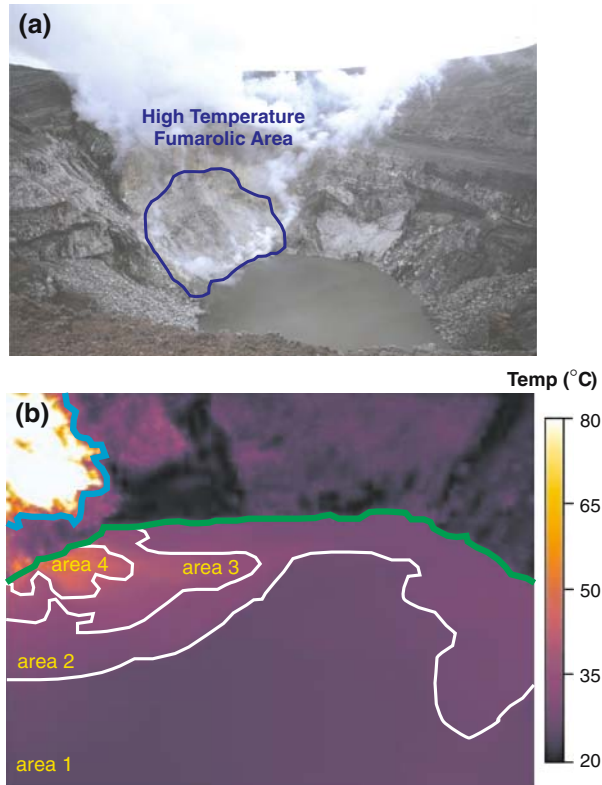 (a)
High Temperature
Fumarolic Area
Temp (°C)
(b)
80
65
50
35
20
area 4
area 3
area 2
area 1